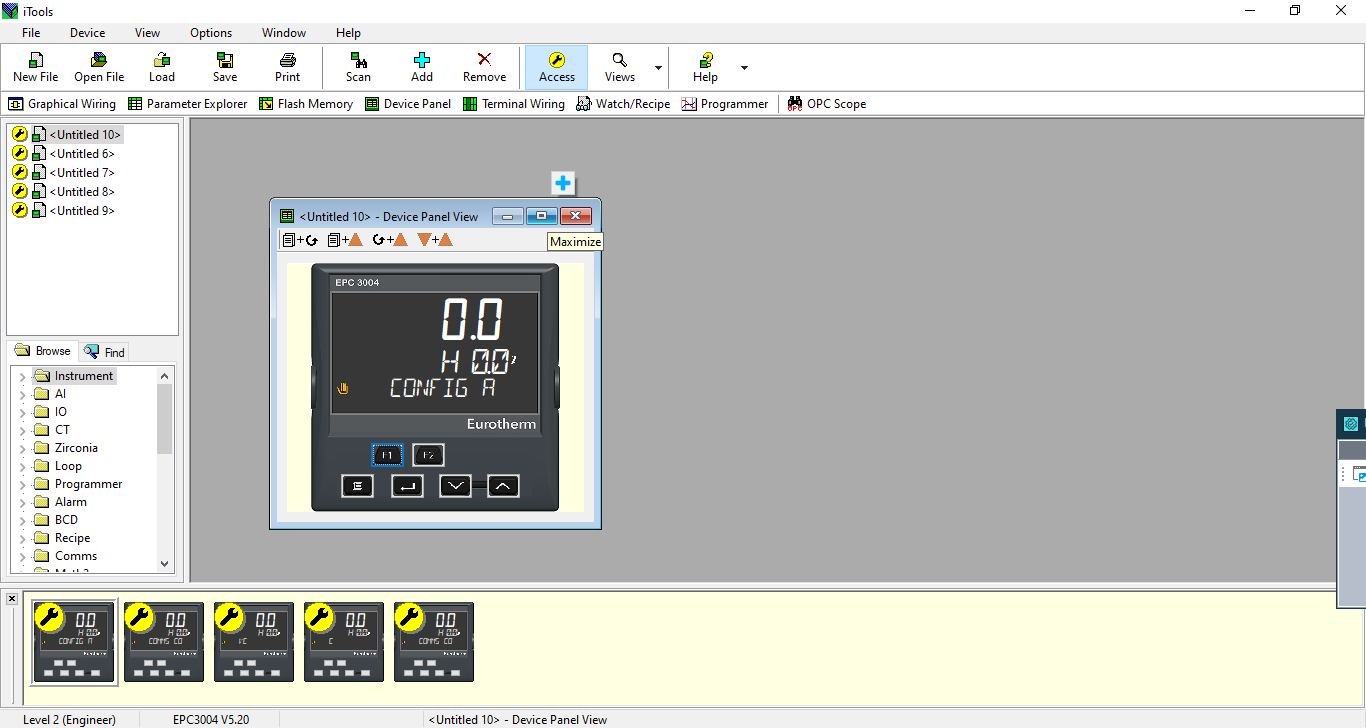 iTools
File Device View Options Window Help
New File Open File Load Save Print Scan Add Remove Access Views Help
Graphical Wiring Parameter Explorer Flash Memory Device Panel Terminal Wiring Watch/Recipe Programmer OPC OPC Scope
<Untitled 10>
<Untitled 6>
<Untitled 7>
<Untitled 8>
<Untitled 9>
<Untitled 10> - Device Panel View
Maximize
EPC 3004
0.0
H 0.0
CONFIG A
Eurotherm
F1 F2
Browse Find
Instrument
AI
IO
CT
Zirconia
Loop
Programmer
Alarm
BCD
Recipe
Comms
0.0 0.0 0.0 0.0 0.0
H 0.0 H 0.0 H 0.0 H 0.0 H 0.0
CONFIG A COMMS CO C COMMS CO
Level 2 (Engineer) EPC3004 V5.20 <Untitled 10> - Device Panel View